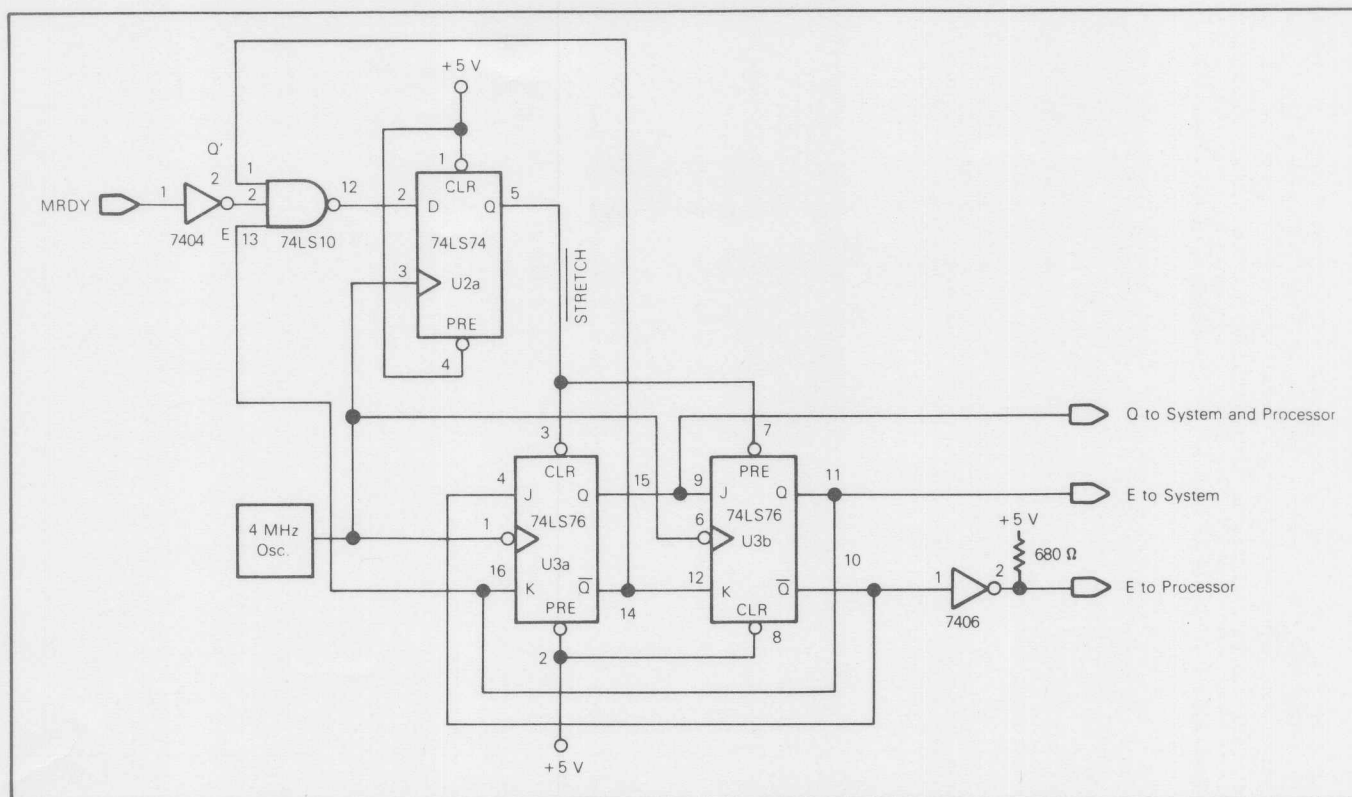 +5 V
Q'
1
1
CLR
MRDY
1
2
2
12
2
D
Q
5
7404
E
13
74LS10
74LS74
3
U2a
PRE
4
STRETCH
3
7
Q to System and Processor
4
CLR
J
Q
15
9
PRE
J
Q
11
E to System
4 MHz
Osc.
1
74LS76
U3a
6
74LS76
U3b
+5 V
680 Ω
16
K
Q
14
12
K
Q
10
1
2
E to Processor
7406
PRE
2
CLR
8
+5 V